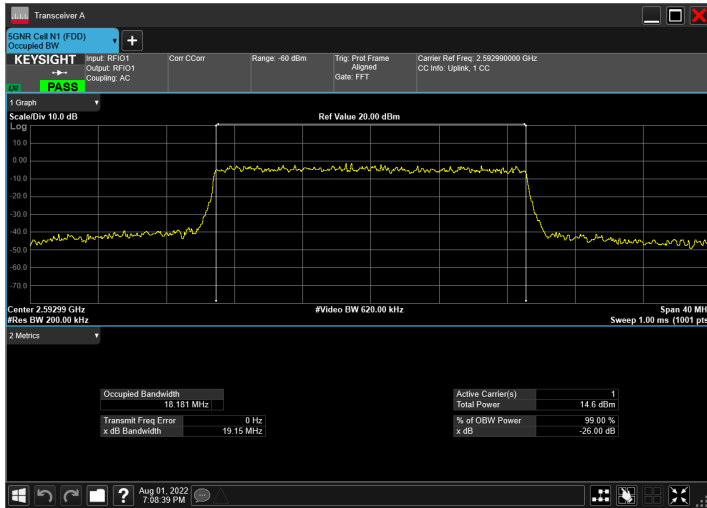 Transceiver A
5GNR Cell N1 (FDD)
Occupied BW
KEYSIGHT
LXI
PASS
Input: RFIO1
Output: RFIO1
Coupling: AC
Corr CCorr
Range: -60 dBm
Trig: Prot Frame
Aligned
Gate: FFT
Carrier Ref Freq: 2.592990000 GHz
CC Info: Uplink, 1 CC
1 Graph
Scale/Div 10.0 dB
Ref Value 20.00 dBm
Log
10.0
0.00
-10.0
-20.0
-30.0
-40.0
-50.0
-60.0
-70.0
Center 2.59299 GHz
#Video BW 620.00 kHz
Span 40 MH
#Res BW 200.00 kHz
Sweep 1.00 ms (1001 pts
2 Metrics
Occupied Bandwidth
18.181 MHz
Transmit Freq Error 0 Hz
x dB Bandwidth 19.15 MHz
Active Carrier(s) 1
Total Power 14.6 dBm
% of OBW Power 99.00 %
x dB -26.00 dB
?
Aug 01, 2022
7:08:39 PM